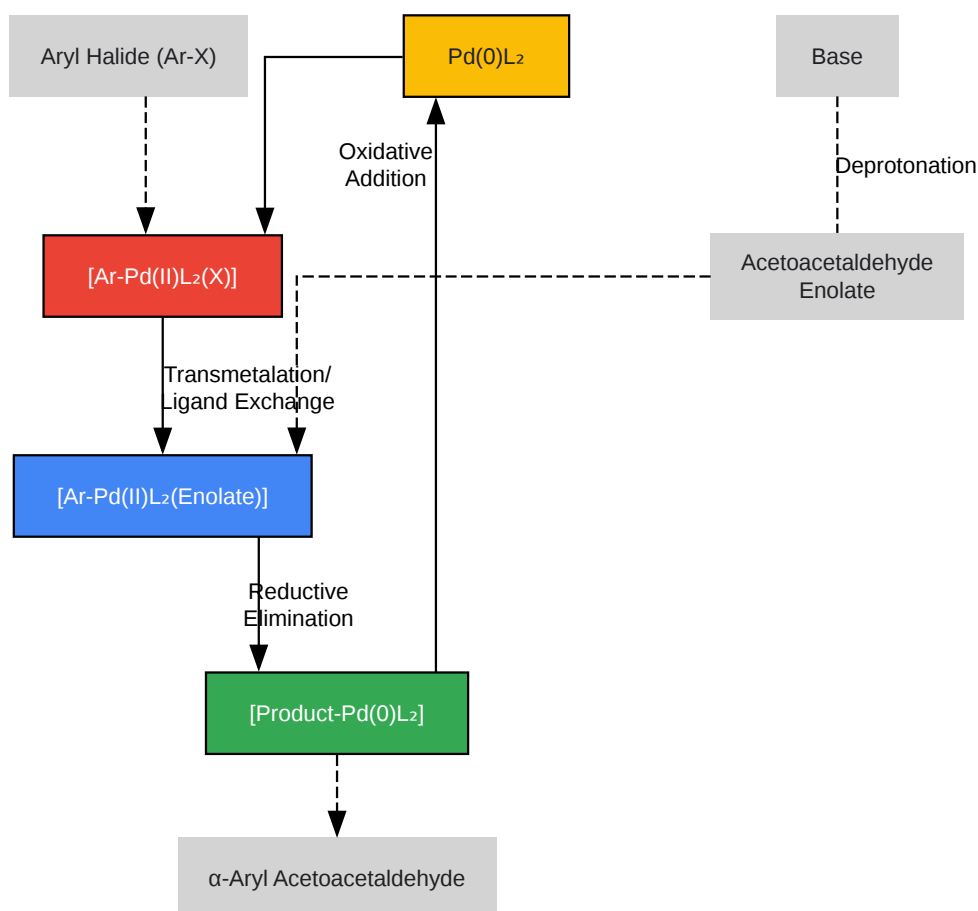 Aryl Halide (Ar-X)
Pd(0)L₂
Base
Oxidative
Addition
Deprotonation
[Ar-Pd(II)L₂(X)]
Acetoacetaldehyde
Enolate
Transmetalation/
Ligand Exchange
[Ar-Pd(II)L₂(Enolate)]
Reductive
Elimination
[Product-Pd(0)L₂]
α-Aryl Acetoacetaldehyde